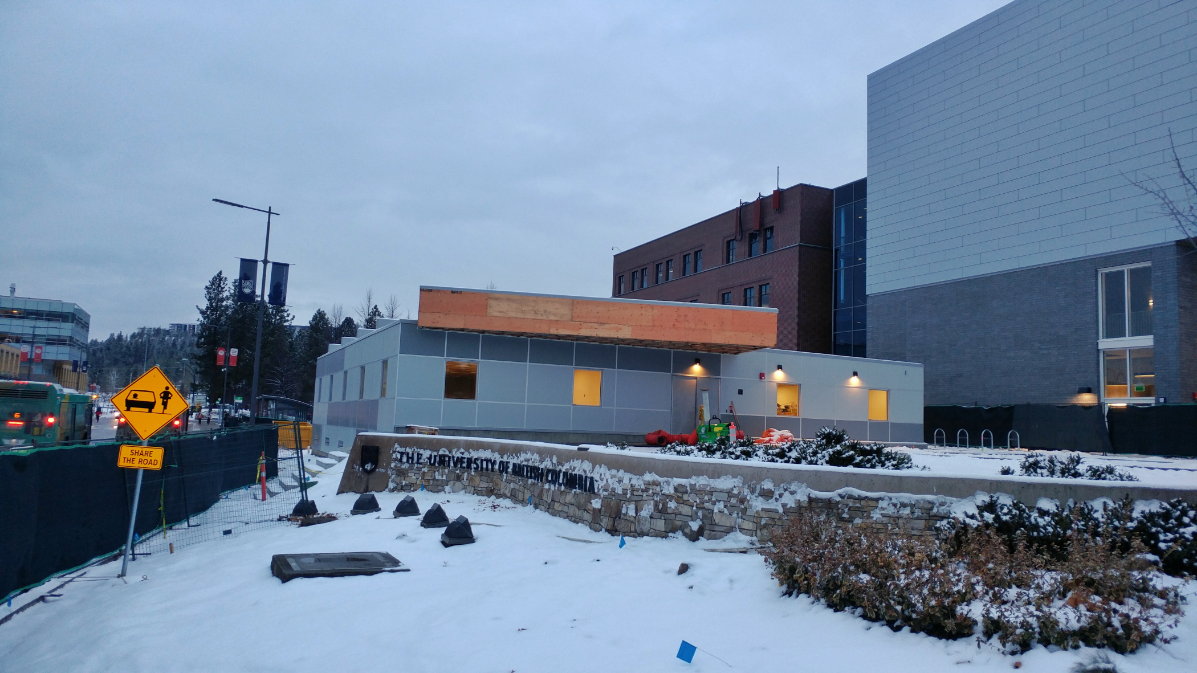 SHARE
THE ROAD
THE UNIVERSITY OF BRITISH COLUMBIA